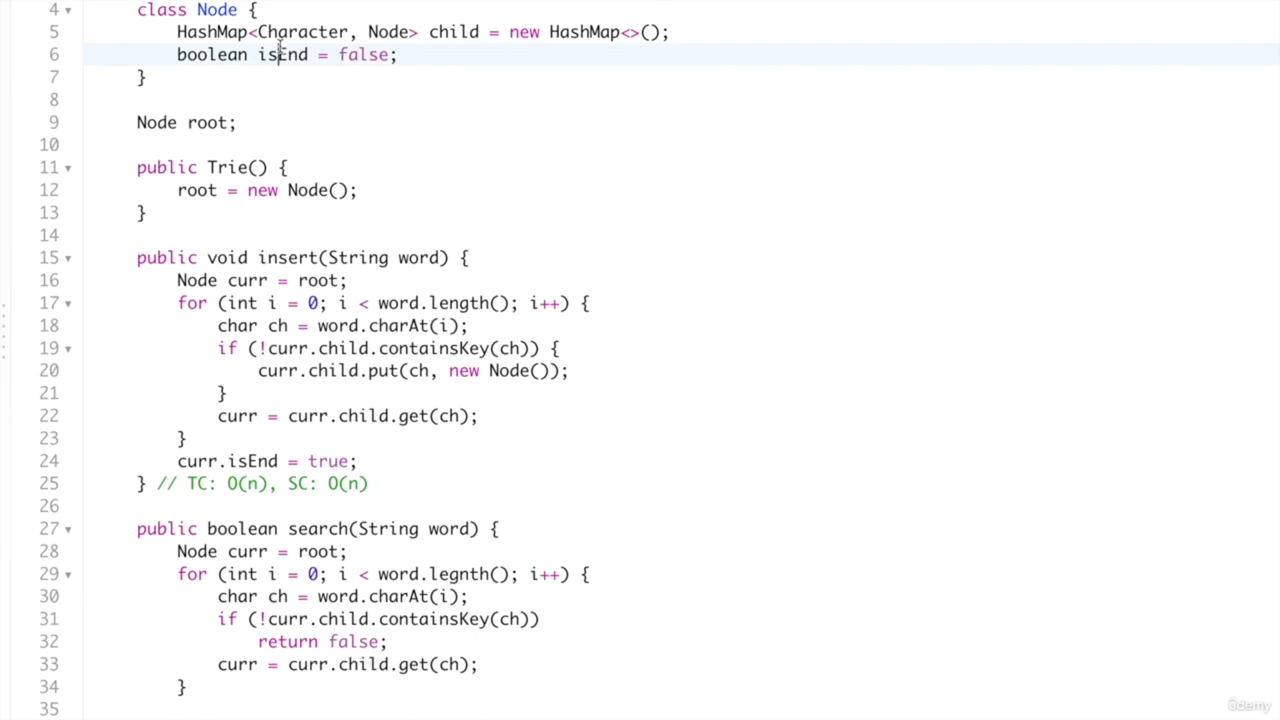 4 class Node {
5 HashMap<Character, Node> child = new HashMap<>();
6 boolean isEnd = false;
7 }
8
9 Node root;
10
11 public Trie() {
12 root = new Node();
13 }
14
15 public void insert(String word) {
16 Node curr = root;
17 for (int i = 0; i < word.length(); i++) {
18 char ch = word.charAt(i);
19 if (!curr.child.containsKey(ch)) {
20 curr.child.put(ch, new Node());
21 }
22 curr = curr.child.get(ch);
23 }
24 curr.isEnd = true;
25 } // TC: O(n), SC: O(n)
26
27 public boolean search(String word) {
28 Node curr = root;
29 for (int i = 0; i < word.legnth(); i++) {
30 char ch = word.charAt(i);
31 if (!curr.child.containsKey(ch))
32 return false;
33 curr = curr.child.get(ch);
34 }
35
ûdemy